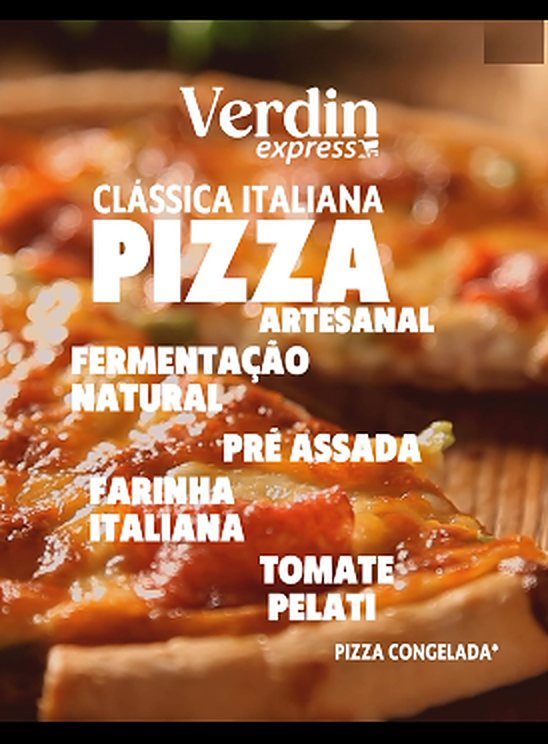 Verdin
express
CLÁSSICA ITALIANA
PIZZA
ARTESANAL
FERMENTAÇÃO
NATURAL
PRÉ ASSADA
FARINHA
ITALIANA
TOMATE
PELATI
PIZZA CONGELADA*